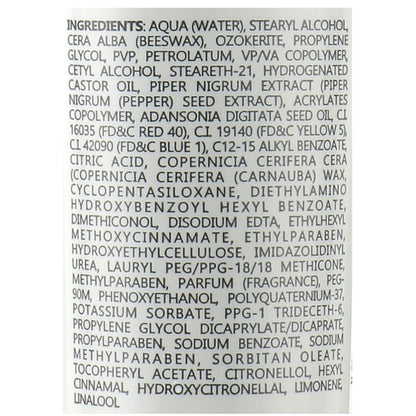 INGREDIENTS: AQUA (WATER), STEARYL ALCOHOL,
CERA ALBA (BEESWAX), OZOKERITE, PROPYLENE
GLYCOL, PVP, PETROLATUM, VP/VA COPOLYMER,
CETYL ALCOHOL, STEARETH-21, HYDROGENATED
CASTOR OIL, PIPER NIGRUM EXTRACT (PIPER
NIGRUM (PEPPER) SEED EXTRACT), ACRYLATES
COPOLYMER, ADANSONIA DIGITATA SEED OIL, C.I.
16035 (FD&C RED 40), C.I. 19140 (FD&C YELLOW 5),
C.I. 42090 (FD&C BLUE 1), C12-15 ALKYL BENZOATE,
CITRIC ACID, COPERNICIA CERIFERA CERA
(COPERNICIA CERIFERA (CARNAUBA) WAX,
CYCLOPENTASILOXANE, DIETHYLAMINO
HYDROXYBENZOYL HEXYL BENZOATE,
DIMETHICONOL, DISODIUM EDTA, ETHYLHEXYL
METHOXYCINNAMATE, ETHYLPARABEN,
HYDROXYETHYLCELLULOSE, IMIDAZOLIDINYL
UREA, LAURYL PEG/PPG-18/18 METHICONE,
METHYLPARABEN, PARFUM (FRAGRANCE), PEG-
90M, PHENOXYETHANOL, POLYQUATERNIUM-37,
POTASSIUM SORBATE, PPG-1 TRIDECETH-6,
PROPYLENE GLYCOL DICAPRYLATE/DICAPRATE,
PROPYLPARABEN, SODIUM BENZOATE, SODIUM
METHYLPARABEN, SORBITAN OLEATE,
TOCOPHERYL ACETATE, CITRONELLOL, HEXYL
CINNAMAL, HYDROXYCITRONELLAL, LIMONENE,
LINALOOL